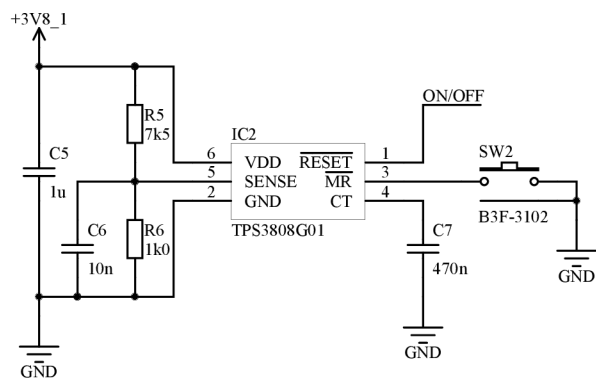 +3V8_1
ON/OFF
R5
7k5
IC2
SW2
6 VDD RESET 1
C5
5 SENSE MR 3
1u
2 GND CT 4
B3F-3102
C6
R6
TPS3808G01
C7
1k0
10n
470n
GND
GND
GND